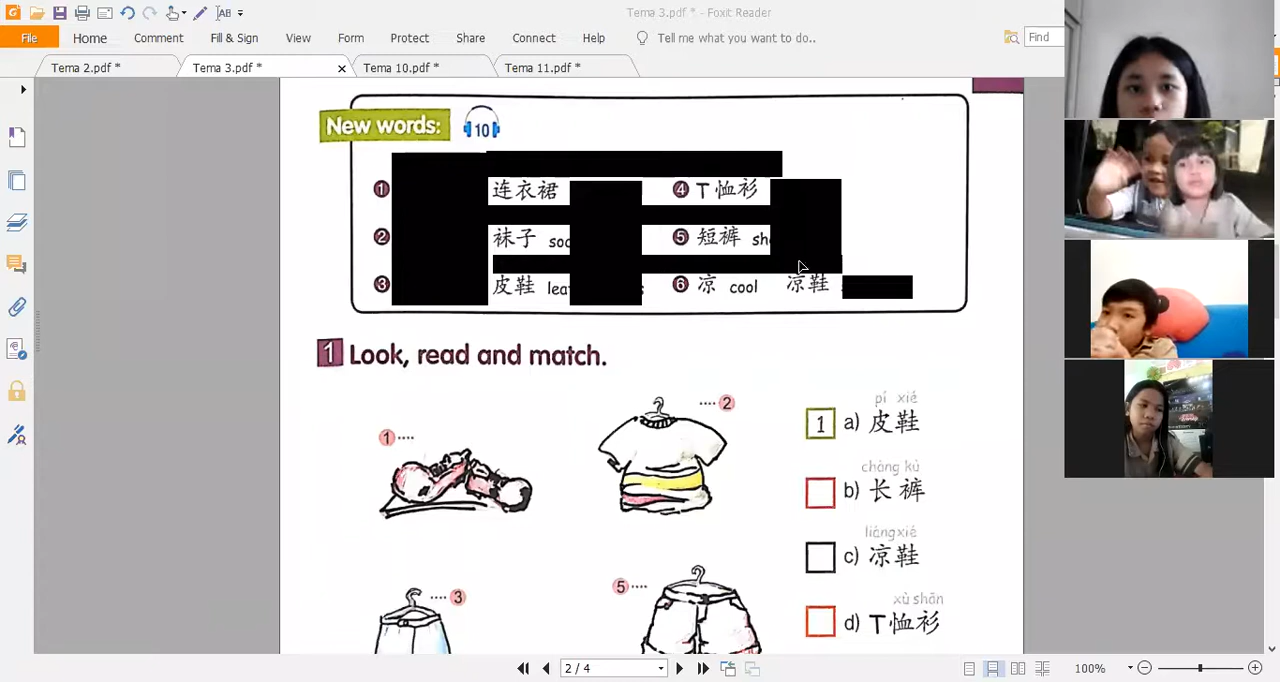 Tema 3.pdf * - Foxit Reader
File Home Comment Fill & Sign View Form Protect Share Connect Help Tell me what you want to do.. Find
Tema 2.pdf * Tema 3.pdf * Tema 10.pdf * Tema 11.pdf *
New words: 10
1 连衣裙 4 T恤衫
2 袜子 5 短裤
3 皮鞋 6 凉 cool 凉鞋
1 Look, read and match.
1 ····
···· 2
pí xié
1 a) 皮鞋
cháng kù
b) 长裤
liángxié
c) 凉鞋
xù shān
d) T恤衫
···· 3
5 ····
2 / 4
100%